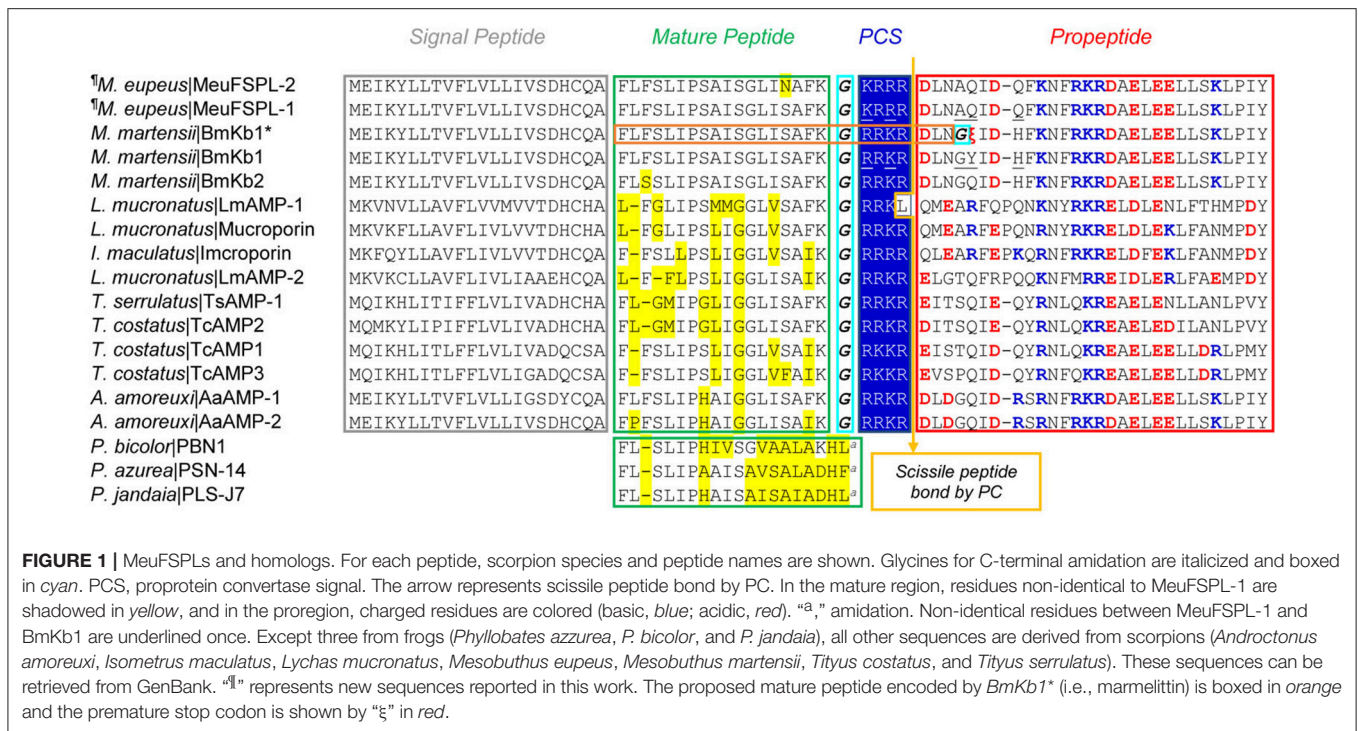 Signal Peptide Mature Peptide PCS Propeptide
¶M. eupeus|MeuFSPL-2 MEIKYLLTVFLVLLIVSDHCQA FLFSLIPSAISGLINAFK G KRRR DLNAQID-QFKNFRKRDAELEELLSKLPIY
¶M. eupeus|MeuFSPL-1 MEIKYLLTVFLVLLIVSDHCQA FLFSLIPSAISGLISAFK G KRRR DLNAQID-QFKNFRKRDAELEELLSKLPIY
M. martensii|BmKb1* MEIKYLLTVFLVLLIVSDHCQA FLFSLIPSAISGLISAFK G RRKR DLNGξID-HFKNFRKRDAELEELLSKLPIY
M. martensii|BmKb1 MEIKYLLTVFLVLLIVSDHCQA FLFSLIPSAISGLISAFK G RRKR DLNGYID-HFKNFRKRDAELEELLSKLPIY
M. martensii|BmKb2 MEIKYLLTVFLVLLIVSDHCQA FLSSLIPSAISGLISAFK G RRKR DLNGQID-HFKNFRKRDAELEELLSKLPIY
L. mucronatus|LmAMP-1 MKVNVLLAVFLVVMVVTDHCHA L-FGLIPSMMGGLVSAFK G RRKL QMEARFQPQNKNYRKRELDLENLFTHMPDY
L. mucronatus|Mucroporin MKVKFLLAVFLIVLVVTDHCHA L-FGLIPSLIGGLVSAFK G RRKR QMEARFEPQNRNYRKRELDLEKLFANMPDY
I. maculatus|Imcroporin MKFQYLLAVFLIVLVVTDHCQA F-FSLLPSLIGGLVSAIK G RRRR QLEARFEPKQRNFRKRELDFEKLFANMPDY
L. mucronatus|LmAMP-2 MKVKCLLAVFLIVLIAAEHCQA L-F-FLPSLIGGLISAIK G RRKR ELGTQFRPQQKNFMRREIDLERLFAEMPDY
T. serrulatus|TsAMP-1 MQIKHLITIFFLVLIVADHCHA FL-GMIPGLIGGLISAFK G RRKR EITSQIE-QYRNLQKREAELENLLANLPVY
T. costatus|TcAMP2 MQMKYLIPIFFLVLIVADHCHA FL-GMIPGLIGGLISAFK G RRKR DITSQIE-QYRNLQKREAELEDILANLPVY
T. costatus|TcAMP1 MQIKHLITLFFLVLIVADQCSA F-FSLIPSLIGGLVSAIK G RKKR EISTQID-QYRNLQKREAELEELLDRLPMY
T. costatus|TcAMP3 MQIKHLITLFFLVLIGADQCSA F-FSLIPSLIGGLVFAIK G RKKR EVSPQID-QYRNFQKREAELEELLDRLPMY
A. amoreuxi|AaAMP-1 MEIKYLLTVFLVLLIGSDYCQA FLFSLIPHAIGGLISAFK G RRKR DLDGQID-RSRNFRKRDAELEELLSKLPIY
A. amoreuxi|AaAMP-2 MEIKYLLTVFLVLLIVSDHCQA FPFSLIPHAIGGLISAIK G RRKR DLDGQID-RSRNFRKRDAELEELLSKLPIY
P. bicolor|PBN1 FL-SLIPHIVSGVAALAKHLa
P. azurea|PSN-14 FL-SLIPAAISAVSALADHFa
P. jandaia|PLS-J7 FL-SLIPHAISAISAIADHLa
Scissile peptide
bond by PC
FIGURE 1 | MeuFSPLs and homologs. For each peptide, scorpion species and peptide names are shown. Glycines for C-terminal amidation are italicized and boxed
in cyan. PCS, proprotein convertase signal. The arrow represents scissile peptide bond by PC. In the mature region, residues non-identical to MeuFSPL-1 are
shadowed in yellow, and in the proregion, charged residues are colored (basic, blue; acidic, red). “a,” amidation. Non-identical residues between MeuFSPL-1 and
BmKb1 are underlined once. Except three from frogs (Phyllobates azzurea, P. bicolor, and P. jandaia), all other sequences are derived from scorpions (Androctonus
amoreuxi, Isometrus maculatus, Lychas mucronatus, Mesobuthus eupeus, Mesobuthus martensii, Tityus costatus, and Tityus serrulatus). These sequences can be
retrieved from GenBank. “¶” represents new sequences reported in this work. The proposed mature peptide encoded by BmKb1* (i.e., marmelittin) is boxed in orange
and the premature stop codon is shown by “ξ” in red.